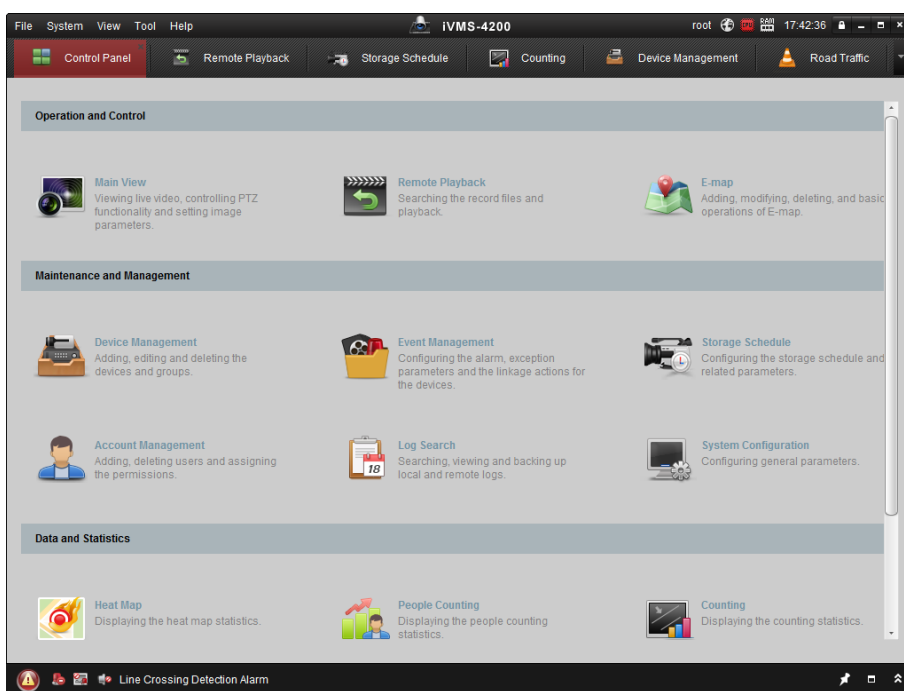 File System View Tool Help iVMS-4200 root CPU RAM 17:42:36
Control Panel Remote Playback Storage Schedule Counting Device Management Road Traffic
Operation and Control
Main View
Viewing live video, controlling PTZ
functionality and setting image
parameters.
Remote Playback
Searching the record files and
playback.
E-map
Adding, modifying, deleting, and basic
operations of E-map.
Maintenance and Management
Device Management
Adding, editing and deleting the
devices and groups.
Event Management
Configuring the alarm, exception
parameters and the linkage actions for
the devices.
Storage Schedule
Configuring the storage schedule and
related parameters.
Account Management
Adding, deleting users and assigning
the permissions.
18
Log Search
Searching, viewing and backing up
local and remote logs.
System Configuration
Configuring general parameters.
Data and Statistics
Heat Map
Displaying the heat map statistics.
People Counting
Displaying the people counting
statistics.
Counting
Displaying the counting statistics.
Line Crossing Detection Alarm